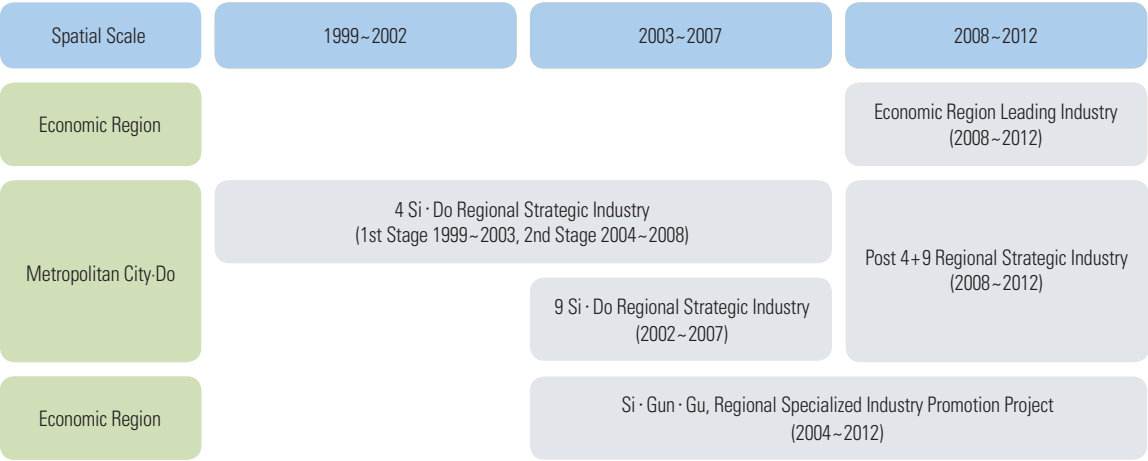 Spatial Scale
1999~2002
2003~2007
2008~2012
Economic Region
Economic Region Leading Industry
(2008~2012)
Metropolitan City·Do
4 Si · Do Regional Strategic Industry
(1st Stage 1999~2003, 2nd Stage 2004~2008)
9 Si · Do Regional Strategic Industry
(2002~2007)
Post 4+9 Regional Strategic Industry
(2008~2012)
Economic Region
Si · Gun · Gu, Regional Specialized Industry Promotion Project
(2004~2012)